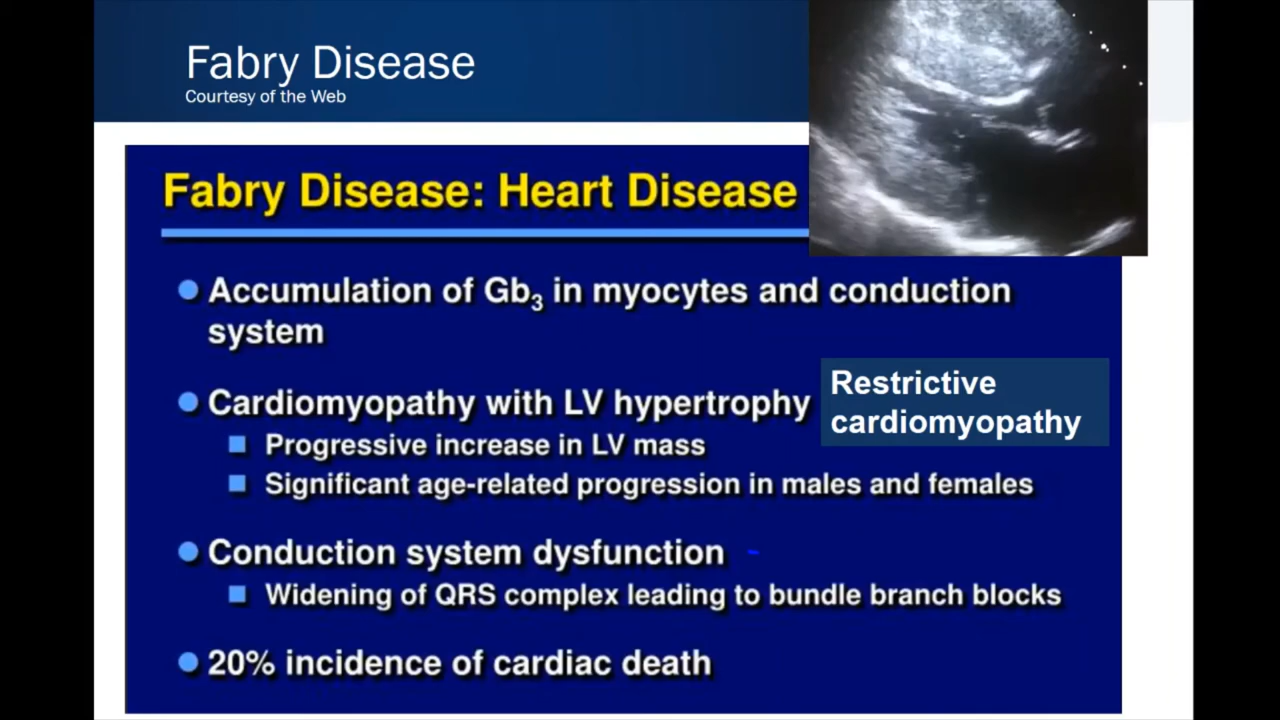 Fabry Disease
Courtesy of the Web
Fabry Disease: Heart Disease
Accumulation of Gb₃ in myocytes and conduction
system
Cardiomyopathy with LV hypertrophy
Restrictive
cardiomyopathy
Progressive increase in LV mass
Significant age-related progression in males and females
Conduction system dysfunction
Widening of QRS complex leading to bundle branch blocks
20% incidence of cardiac death